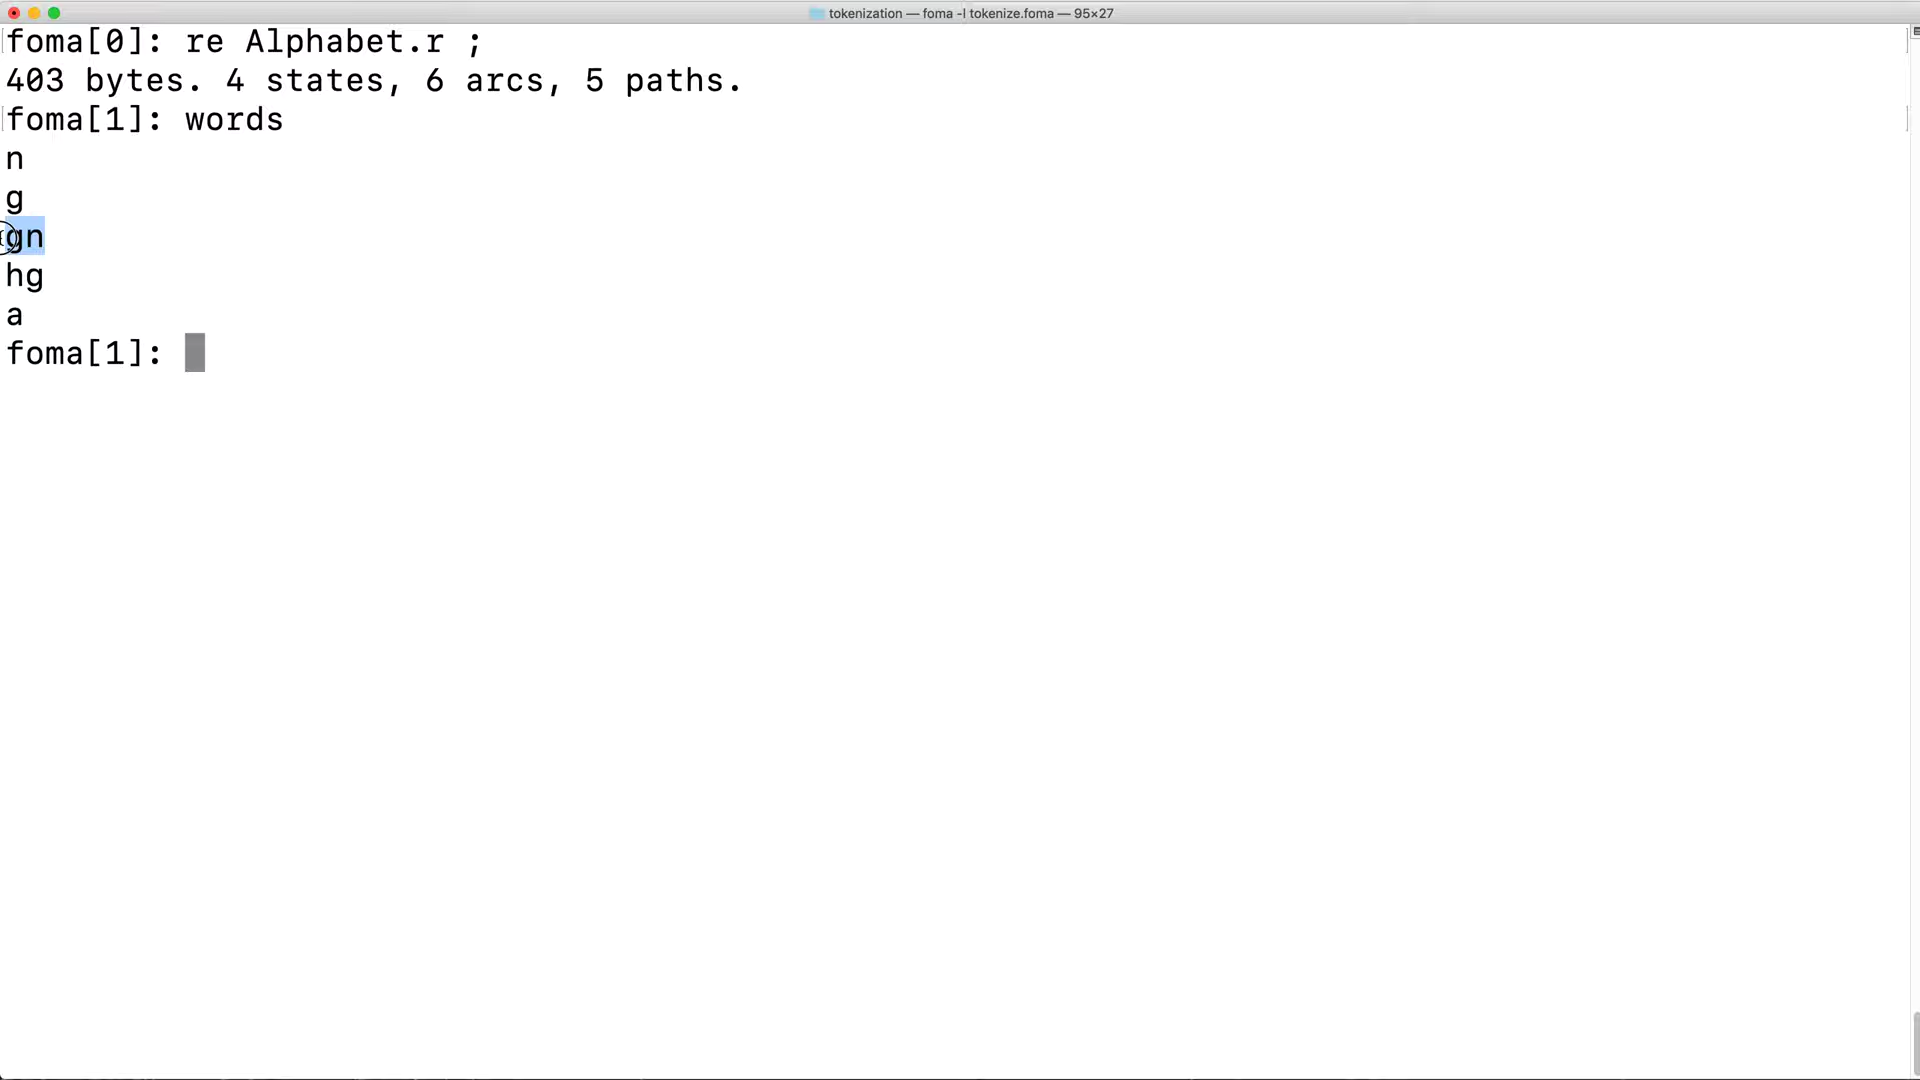 tokenization — foma -l tokenize.foma — 95×27
foma[0]: re Alphabet.r ;
403 bytes. 4 states, 6 arcs, 5 paths.
foma[1]: words
n
g
gn
hg
a
foma[1]: